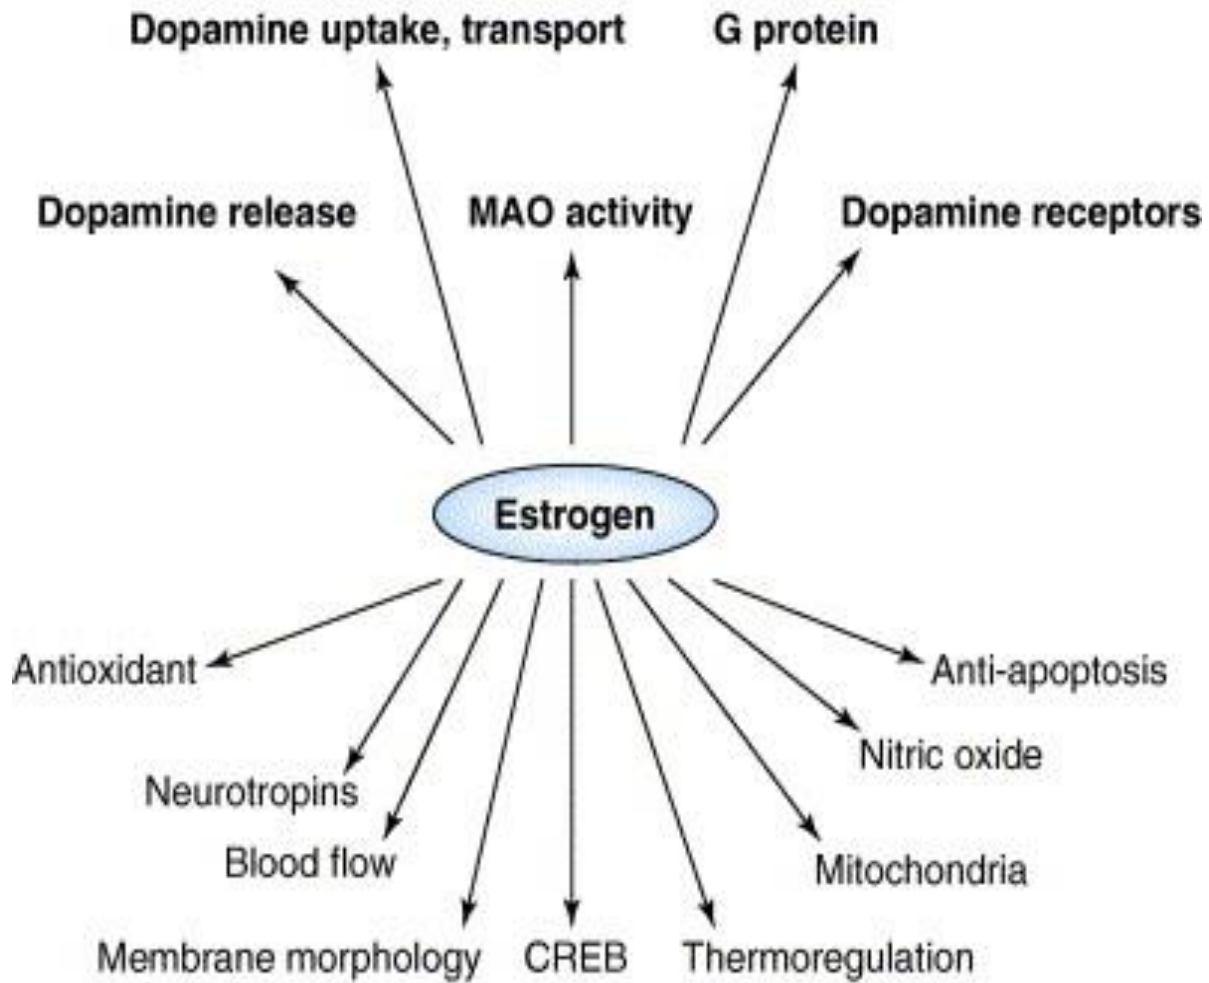 Dopamine uptake, transport
G protein
Dopamine release
MAO activity
Dopamine receptors
Estrogen
Antioxidant
Anti-apoptosis
Nitric oxide
Neurotropins
Blood flow
Mitochondria
Membrane morphology
CREB
Thermoregulation